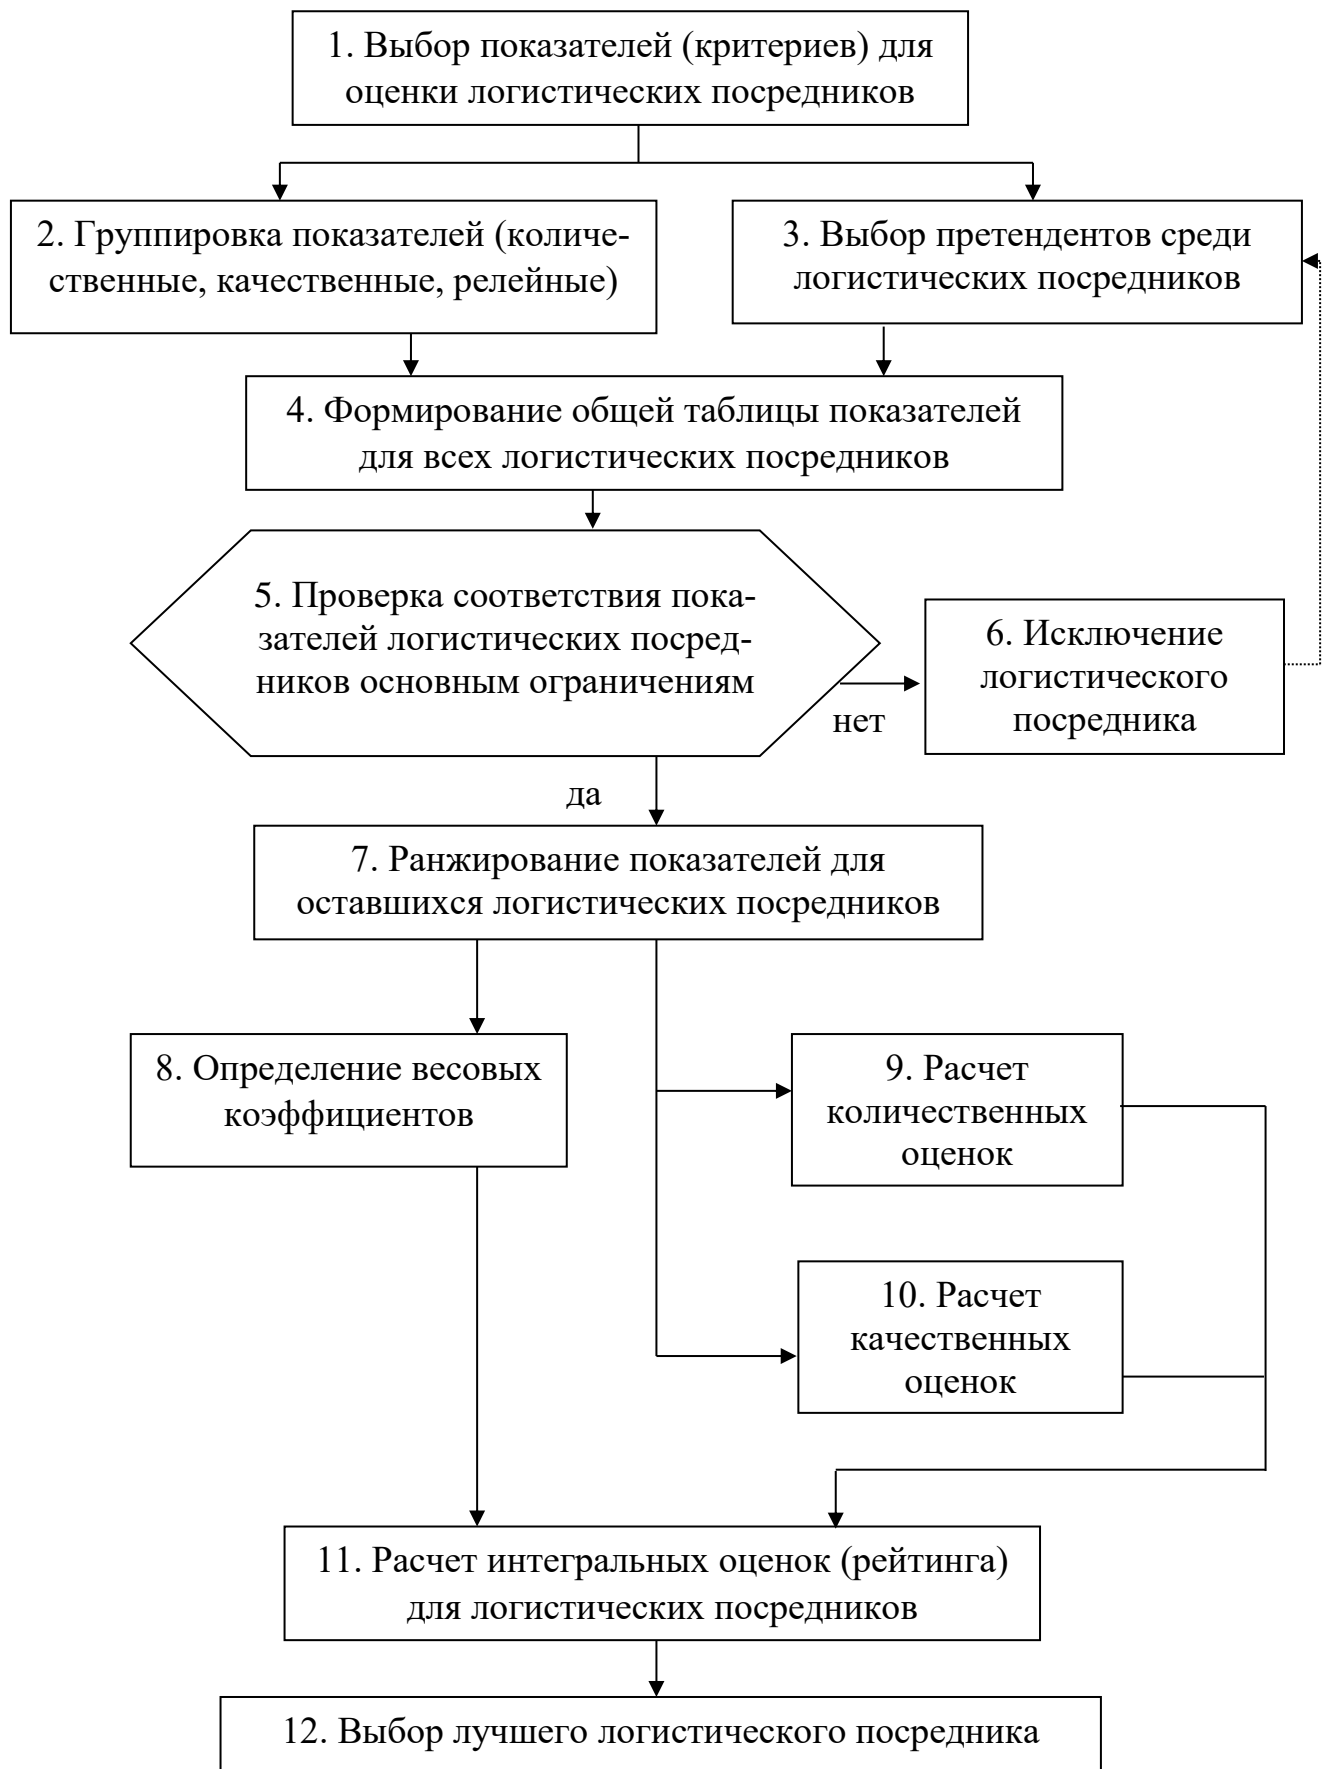 1. Выбор показателей (критериев) для
оценки логистических посредников
2. Группировка показателей (количе-
ственные, качественные, релейные)
3. Выбор претендентов среди
логистических посредников
4. Формирование общей таблицы показателей
для всех логистических посредников
5. Проверка соответствия пока-
зателей логистических посред-
ников основным ограничениям
6. Исключение
логистического
посредника
нет
да
7. Ранжирование показателей для
оставшихся логистических посредников
8. Определение весовых
коэффициентов
9. Расчет
количественных
оценок
10. Расчет
качественных
оценок
11. Расчет интегральных оценок (рейтинга)
для логистических посредников
12. Выбор лучшего логистического посредника